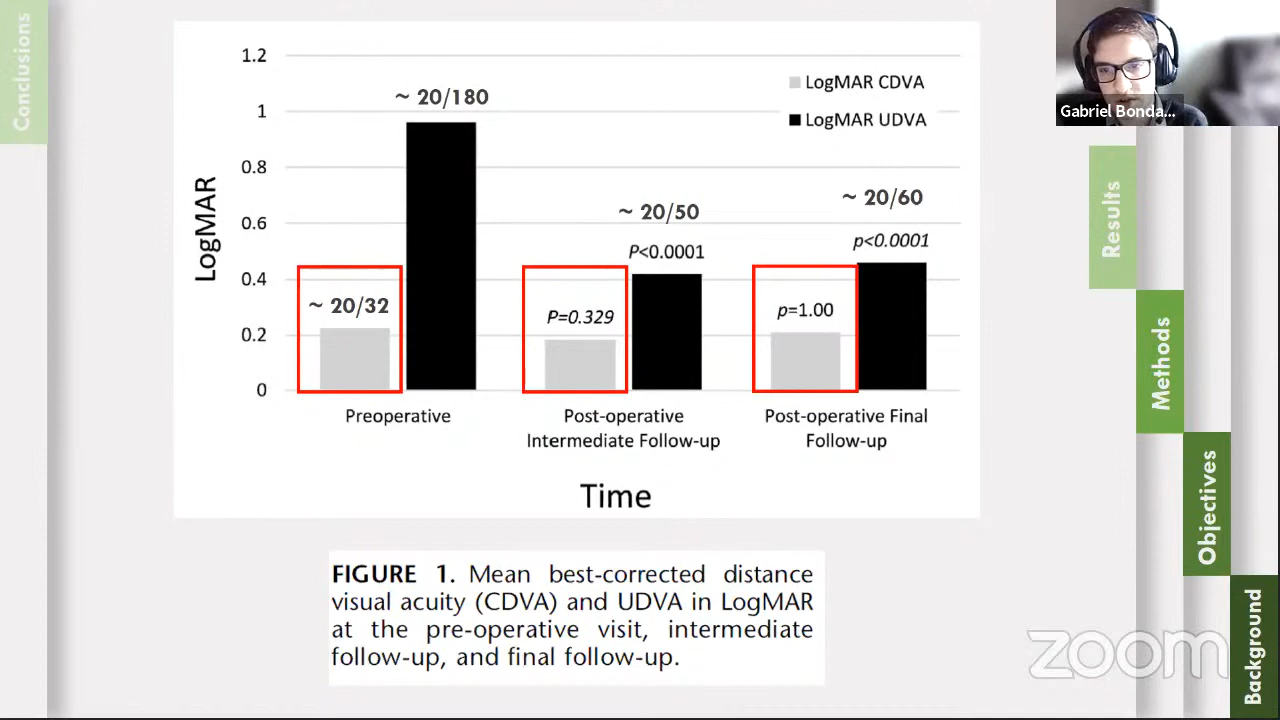 Conclusions
1.2
1
0.8
0.6
0.4
0.2
0
LogMAR
LogMAR CDVA
LogMAR UDVA
~ 20/180
~ 20/32
~ 20/50
P<0.0001
P=0.329
~ 20/60
p<0.0001
p=1.00
Preoperative
Post-operative
Intermediate Follow-up
Post-operative Final
Follow-up
Time
FIGURE 1. Mean best-corrected distance
visual acuity (CDVA) and UDVA in LogMAR
at the pre-operative visit, intermediate
follow-up, and final follow-up.
Gabriel Bonda...
Results
Methods
Objectives
Background
zoom